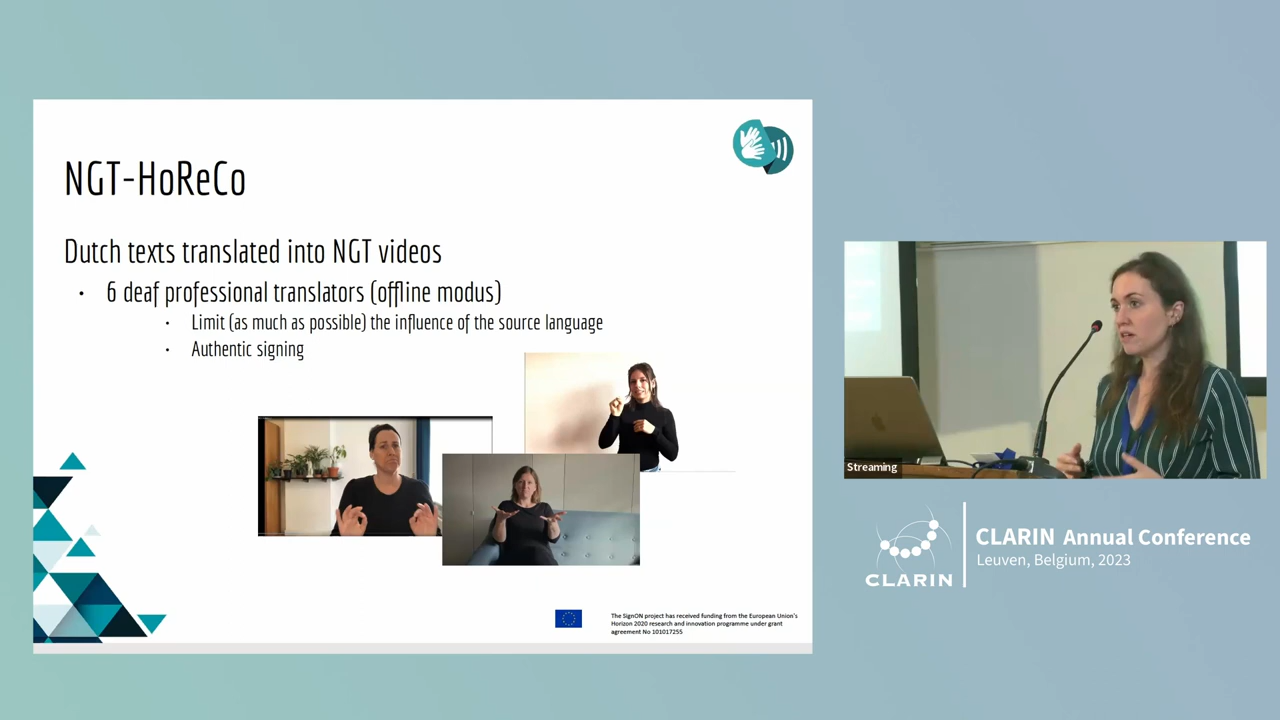 NGT-HoReCo
Dutch texts translated into NGT videos
• 6 deaf professional translators (offline modus)
• Limit (as much as possible) the influence of the source language
• Authentic signing
The SignON project has received funding from the European Union's
Horizon 2020 research and innovation programme under grant
agreement No 101017255
Streaming
CLARIN
CLARIN Annual Conference
Leuven, Belgium, 2023